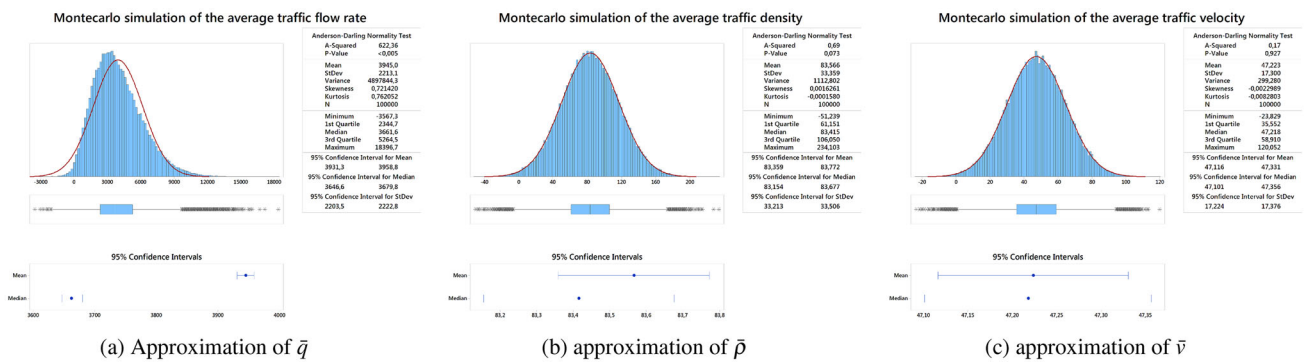 Montecarlo simulation of the average traffic flow rate
Anderson-Darling Normality Test
A-Squared 622,36
P-Value <0,005
Mean 3945,0
StDev 2213,1
Variance 4897844,3
Skewness 0,721420
Kurtosis 0,762052
N 100000
Minimum -3567,3
1st Quartile 2344,7
Median 3661,6
3rd Quartile 5264,5
Maximum 18396,7
95% Confidence Interval for Mean
3931,3 3958,8
95% Confidence Interval for Median
3646,6 3679,8
95% Confidence Interval for StDev
2203,5 2222,8
-3000 0 3000 6000 9000 12000 15000 18000
95% Confidence Intervals
Mean
Median
3600 3700 3800 3900 4000
(a) Approximation of q̄
Montecarlo simulation of the average traffic density
Anderson-Darling Normality Test
A-Squared 0,69
P-Value 0,073
Mean 83,566
StDev 33,359
Variance 1112,802
Skewness 0,0016261
Kurtosis -0,0001580
N 100000
Minimum -51,239
1st Quartile 61,151
Median 83,415
3rd Quartile 106,050
Maximum 234,103
95% Confidence Interval for Mean
83,359 83,772
95% Confidence Interval for Median
83,154 83,677
95% Confidence Interval for StDev
33,213 33,506
-40 0 40 80 120 160 200
95% Confidence Intervals
Mean
Median
83,2 83,3 83,4 83,5 83,6 83,7 83,8
(b) approximation of ρ̄
Montecarlo simulation of the average traffic velocity
Anderson-Darling Normality Test
A-Squared 0,17
P-Value 0,927
Mean 47,223
StDev 17,300
Variance 299,280
Skewness -0,0022989
Kurtosis -0,0002803
N 100000
Minimum -23,829
1st Quartile 35,552
Median 47,218
3rd Quartile 58,910
Maximum 120,052
95% Confidence Interval for Mean
47,116 47,331
95% Confidence Interval for Median
47,101 47,356
95% Confidence Interval for StDev
17,224 17,376
-20 0 20 40 60 80 100 120
95% Confidence Intervals
Mean
Median
47,10 47,15 47,20 47,25 47,30 47,35
(c) approximation of v̄